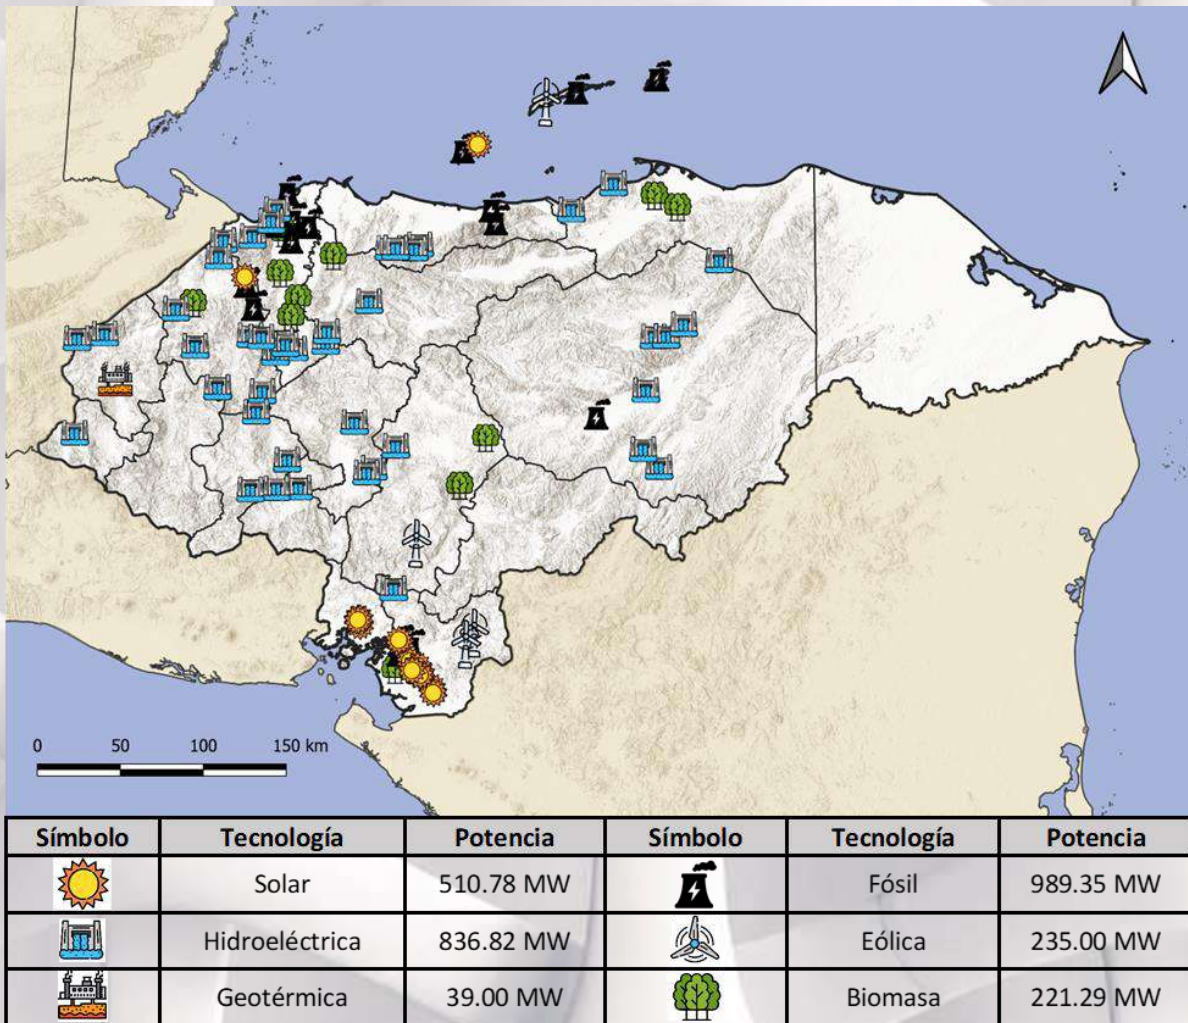 0 50 100 150 km
Símbolo Tecnología Potencia Símbolo Tecnología Potencia
Solar 510.78 MW Fósil 989.35 MW
Hidroeléctrica 836.82 MW Eólica 235.00 MW
Geotérmica 39.00 MW Biomasa 221.29 MW